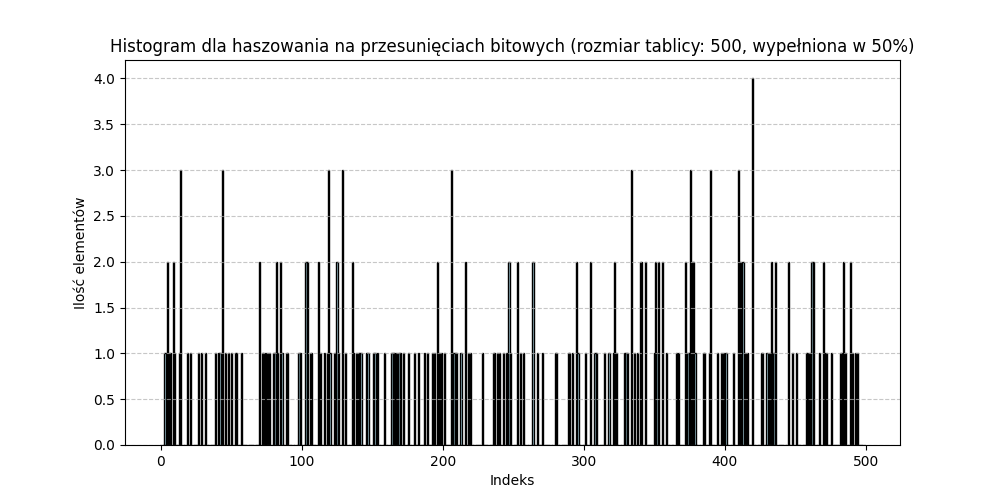 Histogram dla haszowania na przesunięciach bitowych (rozmiar tablicy: 500, wypełniona w 50%)
4.0
3.5
3.0
2.5
2.0
1.5
1.0
0.5
0.0
Ilość elementów
0 100 200 300 400 500
Indeks